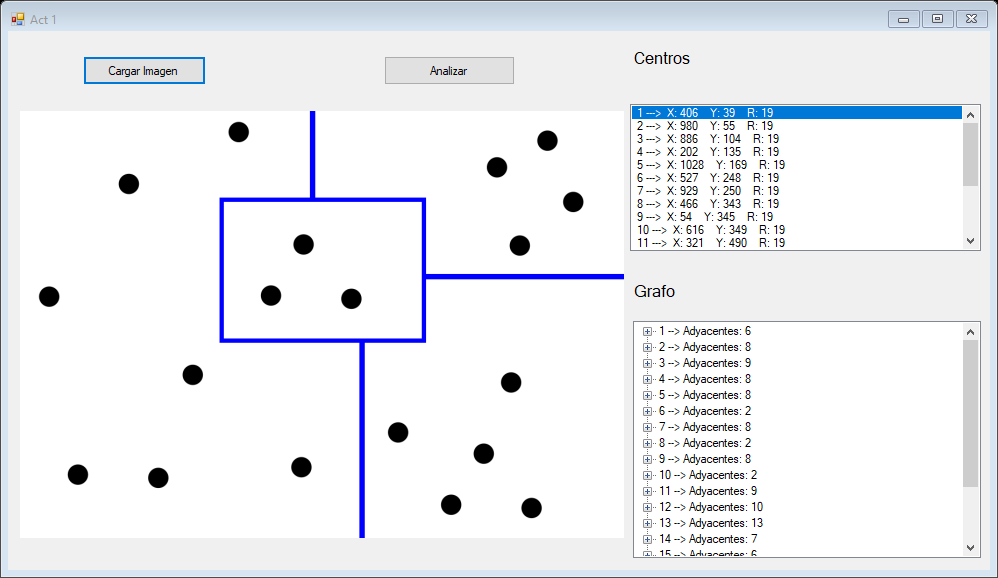 Act 1
Cargar Imagen
Analizar
Centros
1 ---> X: 406 Y: 39 R: 19
2 ---> X: 980 Y: 55 R: 19
3 ---> X: 886 Y: 104 R: 19
4 ---> X: 202 Y: 135 R: 19
5 ---> X: 1028 Y: 169 R: 19
6 ---> X: 527 Y: 248 R: 19
7 ---> X: 929 Y: 250 R: 19
8 ---> X: 466 Y: 343 R: 19
9 ---> X: 54 Y: 345 R: 19
10 ---> X: 616 Y: 349 R: 19
11 ---> X: 321 Y: 490 R: 19
Grafo
1 --> Adyacentes: 6
2 --> Adyacentes: 8
3 --> Adyacentes: 9
4 --> Adyacentes: 8
5 --> Adyacentes: 8
6 --> Adyacentes: 2
7 --> Adyacentes: 8
8 --> Adyacentes: 2
9 --> Adyacentes: 8
10 --> Adyacentes: 2
11 --> Adyacentes: 9
12 --> Adyacentes: 10
13 --> Adyacentes: 13
14 --> Adyacentes: 7
15 --> Adyacentes: 6